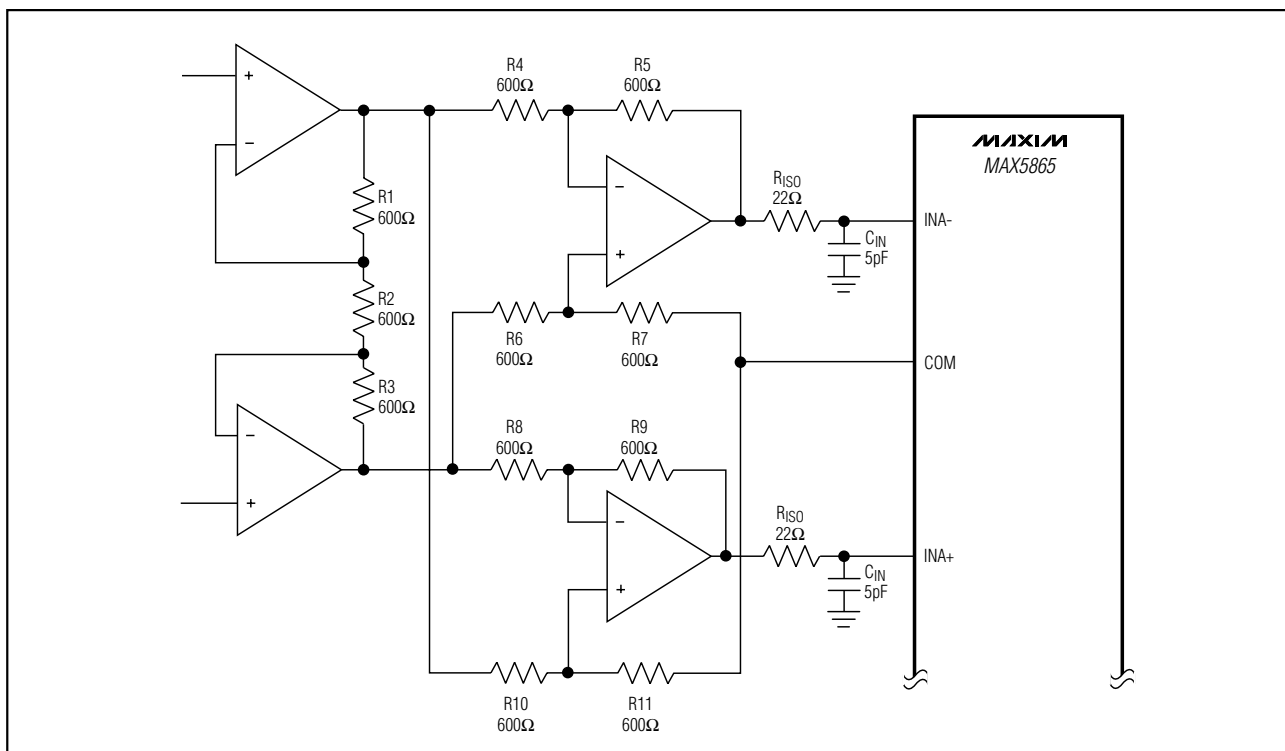 R4
600Ω
R5
600Ω
+
−
MAXIM
MAX5865
R1
600Ω
−
+
RISO
22Ω
INA-
CIN
5pF
R2
600Ω
R6
600Ω
R7
600Ω
COM
R3
600Ω
−
+
R8
600Ω
R9
600Ω
−
+
RISO
22Ω
INA+
CIN
5pF
R10
600Ω
R11
600Ω